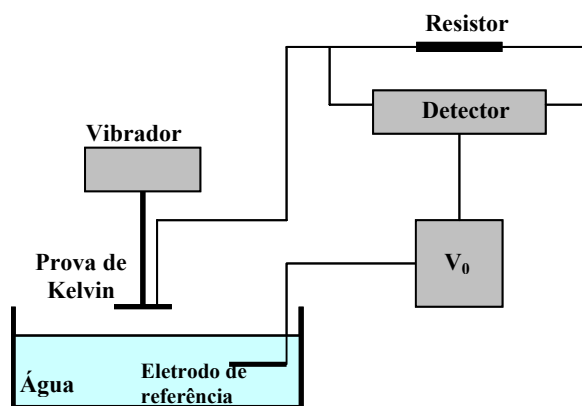 Resistor
Detector
Vibrador
Prova de
Kelvin
V₀
Água
Eletrodo de
referência